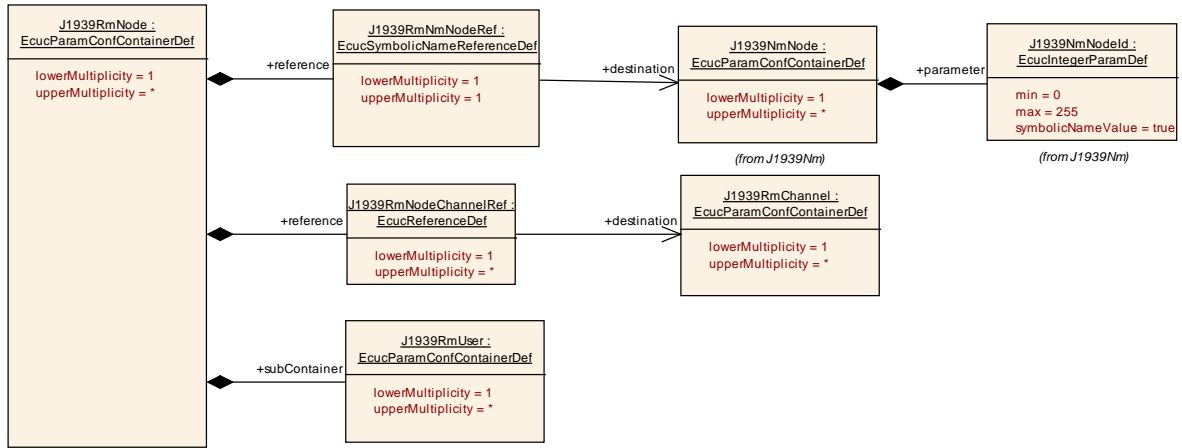 J1939RmNode :
EcucParamConfContainerDef
lowerMultiplicity = 1
upperMultiplicity = *
+reference
J1939RmNmNodeRef :
EcucSymbolicNameReferenceDef
lowerMultiplicity = 1
upperMultiplicity = 1
+destination
J1939NmNode :
EcucParamConfContainerDef
lowerMultiplicity = 1
upperMultiplicity = *
(from J1939Nm)
+parameter
J1939NmNodeId :
EcucIntegerParamDef
min = 0
max = 255
symbolicNameValue = true
(from J1939Nm)
+reference
J1939RmNodeChannelRef :
EcucReferenceDef
lowerMultiplicity = 1
upperMultiplicity = *
+destination
J1939RmChannel :
EcucParamConfContainerDef
lowerMultiplicity = 1
upperMultiplicity = *
+subContainer
J1939RmUser :
EcucParamConfContainerDef
lowerMultiplicity = 1
upperMultiplicity = *